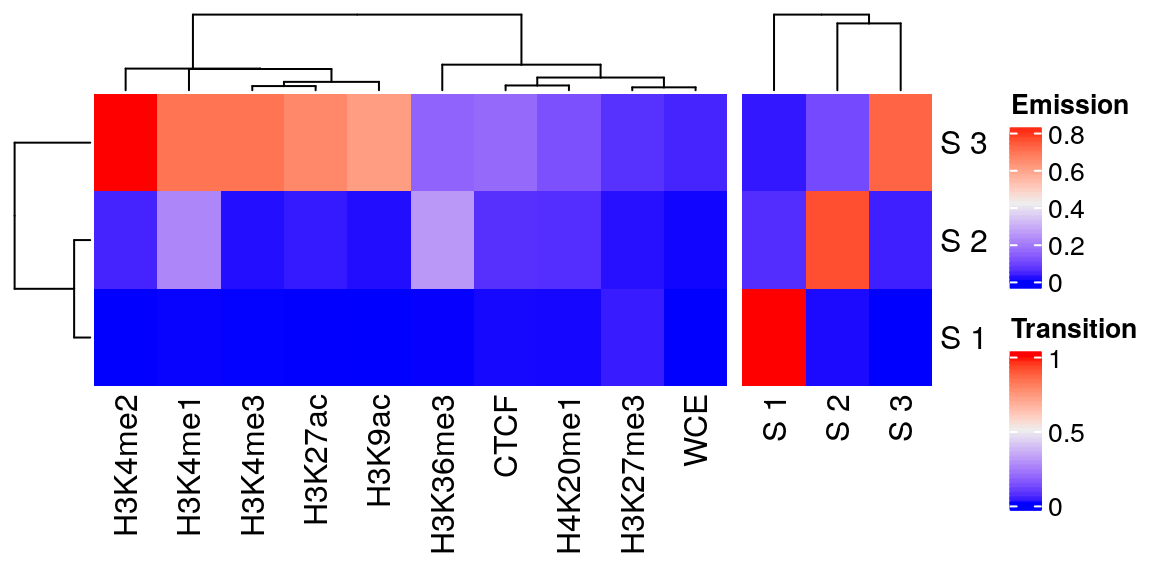 Emission
0.8
0.6
0.4
0.2
0
Transition
1
0.5
0
S 3
S 2
S 1
H3K4me2
H3K4me1
H3K4me3
H3K27ac
H3K9ac
H3K36me3
CTCF
H4K20me1
H3K27me3
WCE
S 1
S 2
S 3